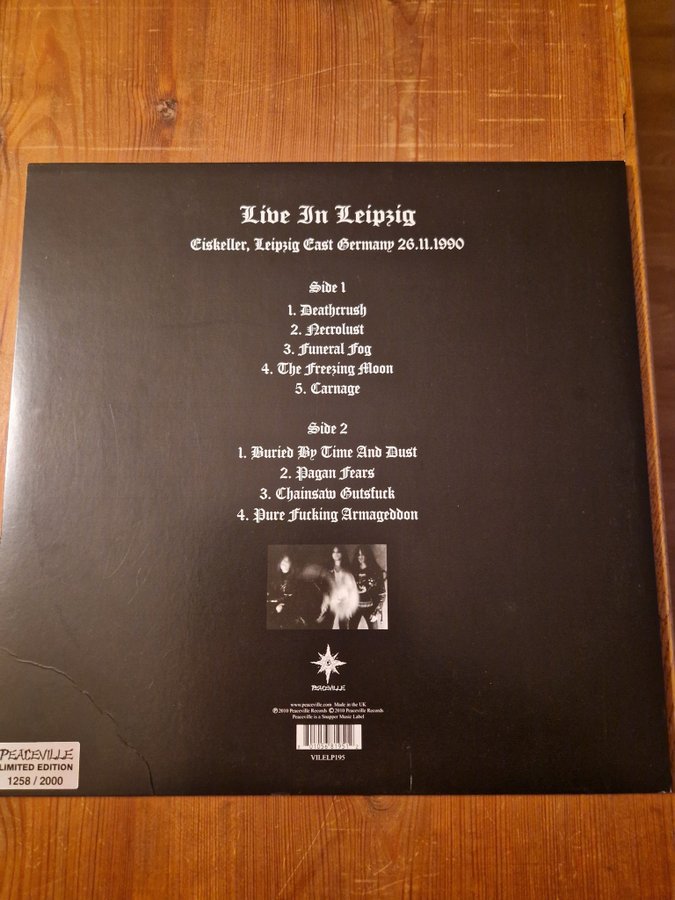 Live In Leipzig
Eiskeller, Leipzig East Germany 26.11.1990
Side 1
1. Deathcrush
2. Necrolust
3. Funeral Fog
4. The Freezing Moon
5. Carnage
Side 2
1. Buried By Time And Dust
2. Pagan Fears
3. Chainsaw Gutsfuck
4. Pure Fucking Armageddon
PEACEVILLE
www.peaceville.com Made in the UK
℗ 2010 Peaceville Records © 2010 Peaceville Records
Peaceville is a Snapper Music Label
VILELP195
PEACEVILLE
LIMITED EDITION
1258 / 2000